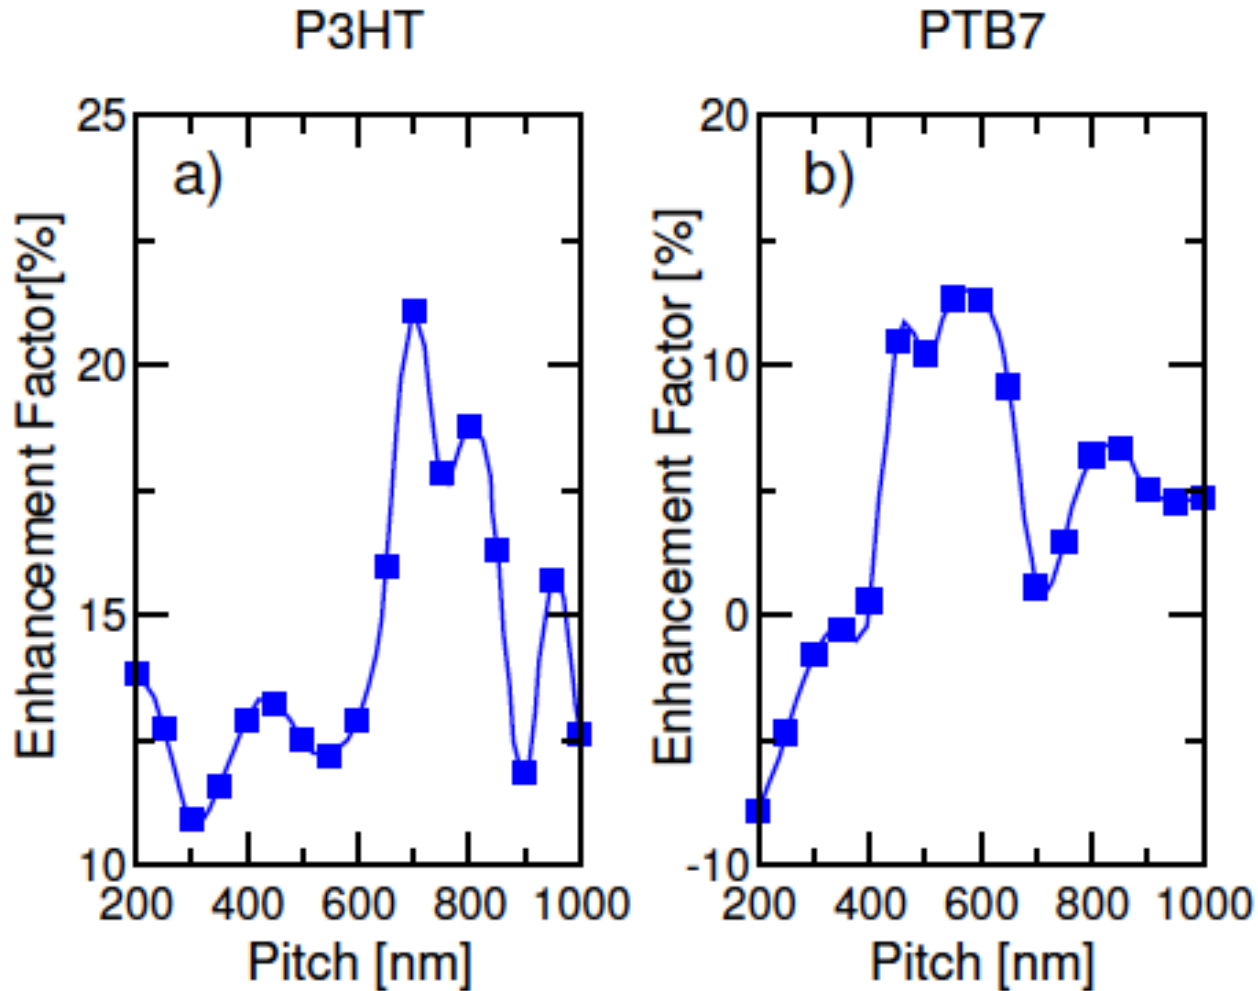 P3HT
PTB7
a)
b)
25
20
15
10
Enhancement Factor[%]
200 400 600 800 1000
Pitch [nm]
20
10
0
-10
Enhancement Factor [%]
200 400 600 800 1000
Pitch [nm]